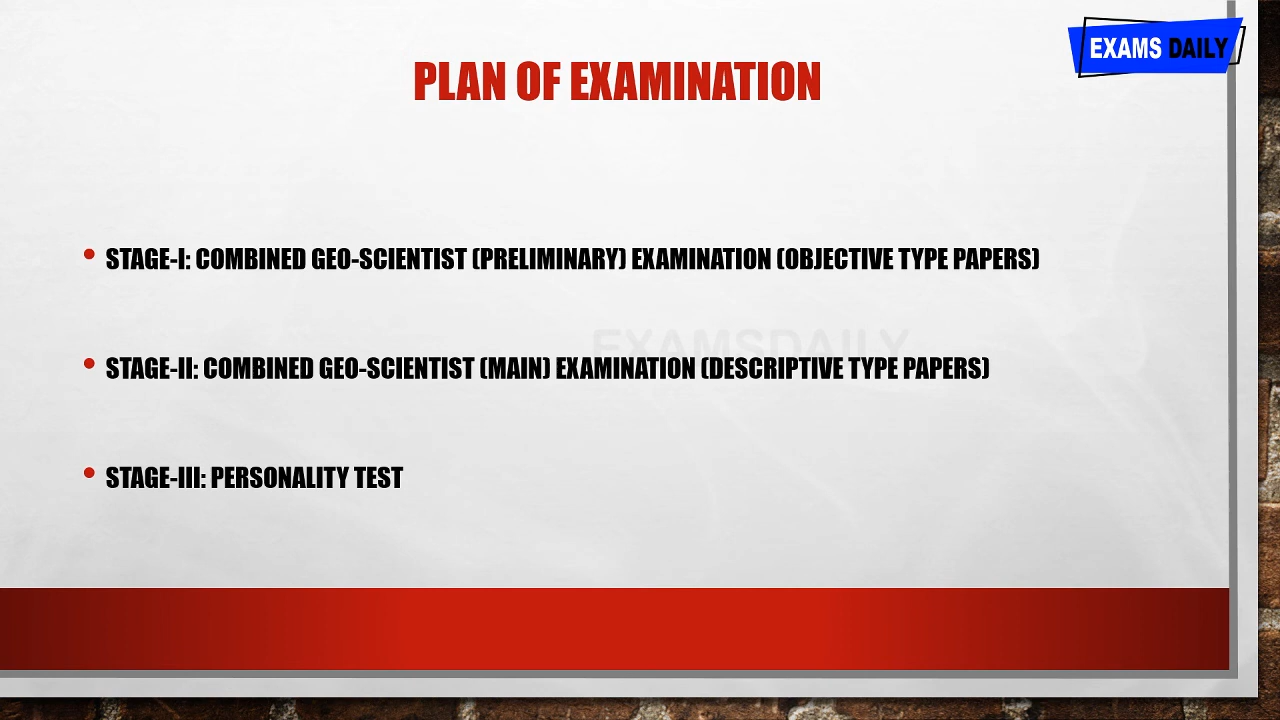 EXAMS DAILY
PLAN OF EXAMINATION
• STAGE-I: COMBINED GEO-SCIENTIST (PRELIMINARY) EXAMINATION (OBJECTIVE TYPE PAPERS)
EXAMSDAILY
• STAGE-II: COMBINED GEO-SCIENTIST (MAIN) EXAMINATION (DESCRIPTIVE TYPE PAPERS)
• STAGE-III: PERSONALITY TEST